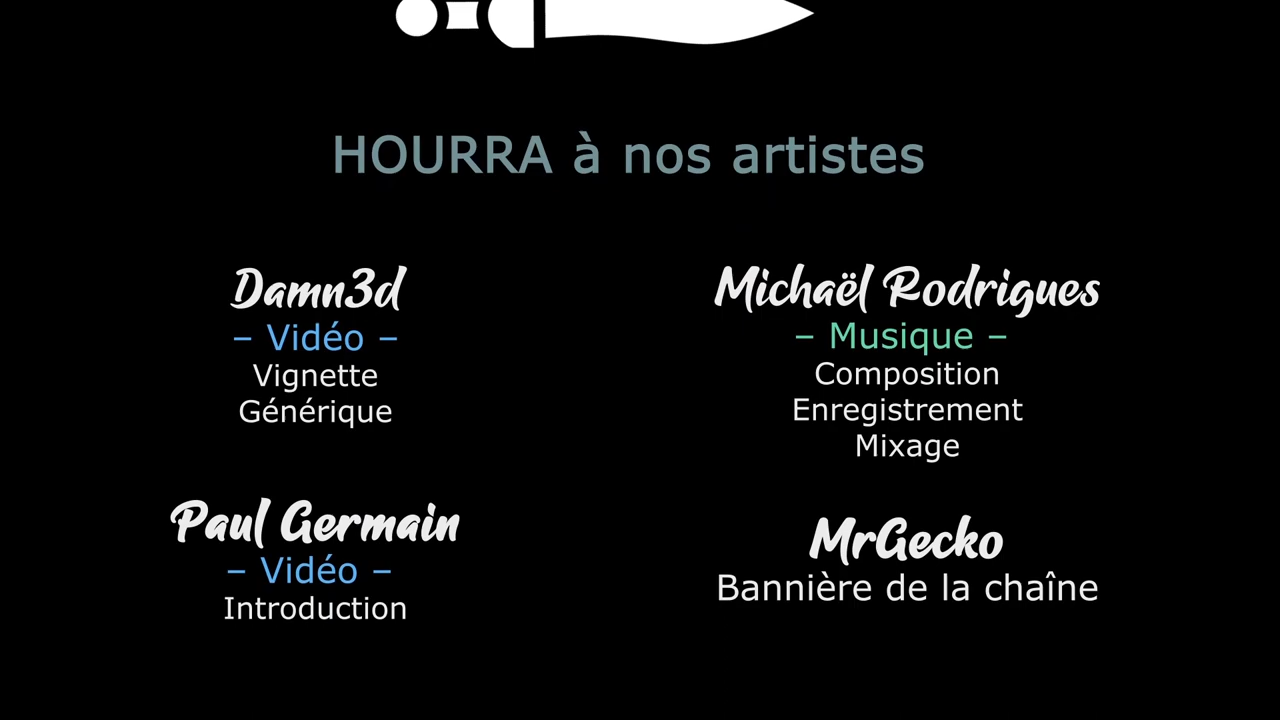 HOURRA à nos artistes
Damn3d
– Vidéo –
Vignette
Générique
Michaël Rodrigues
– Musique –
Composition
Enregistrement
Mixage
Paul Germain
– Vidéo –
Introduction
MrGecko
Bannière de la chaîne